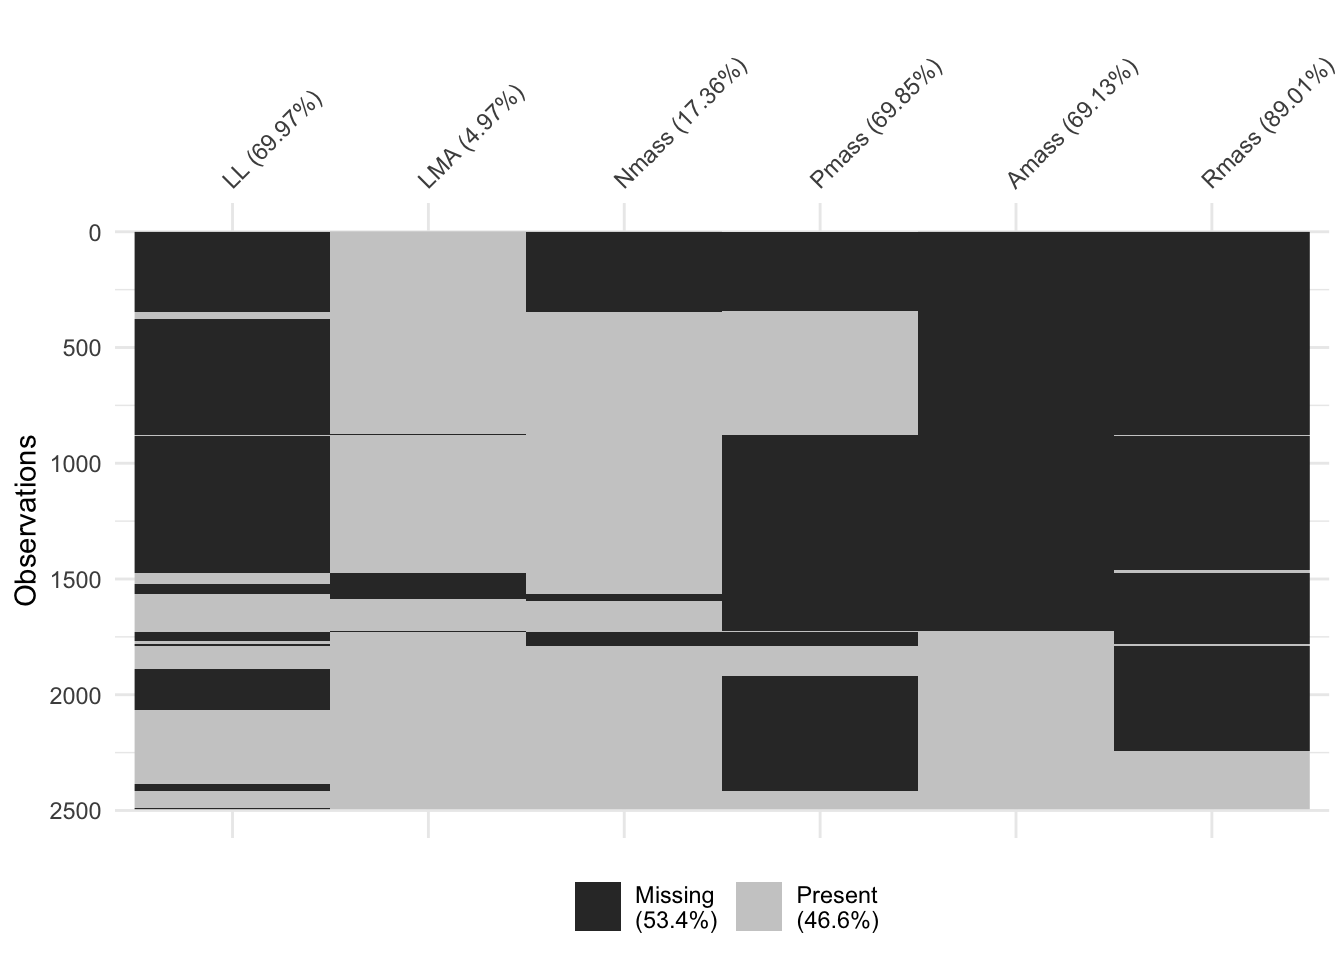 LL (69.97%)
LMA (4.97%)
Nmass (17.36%)
Pmass (69.85%)
Amass (69.13%)
Rmass (89.01%)
0
500
1000
1500
2000
2500
Observations
Missing
(53.4%)
Present
(46.6%)